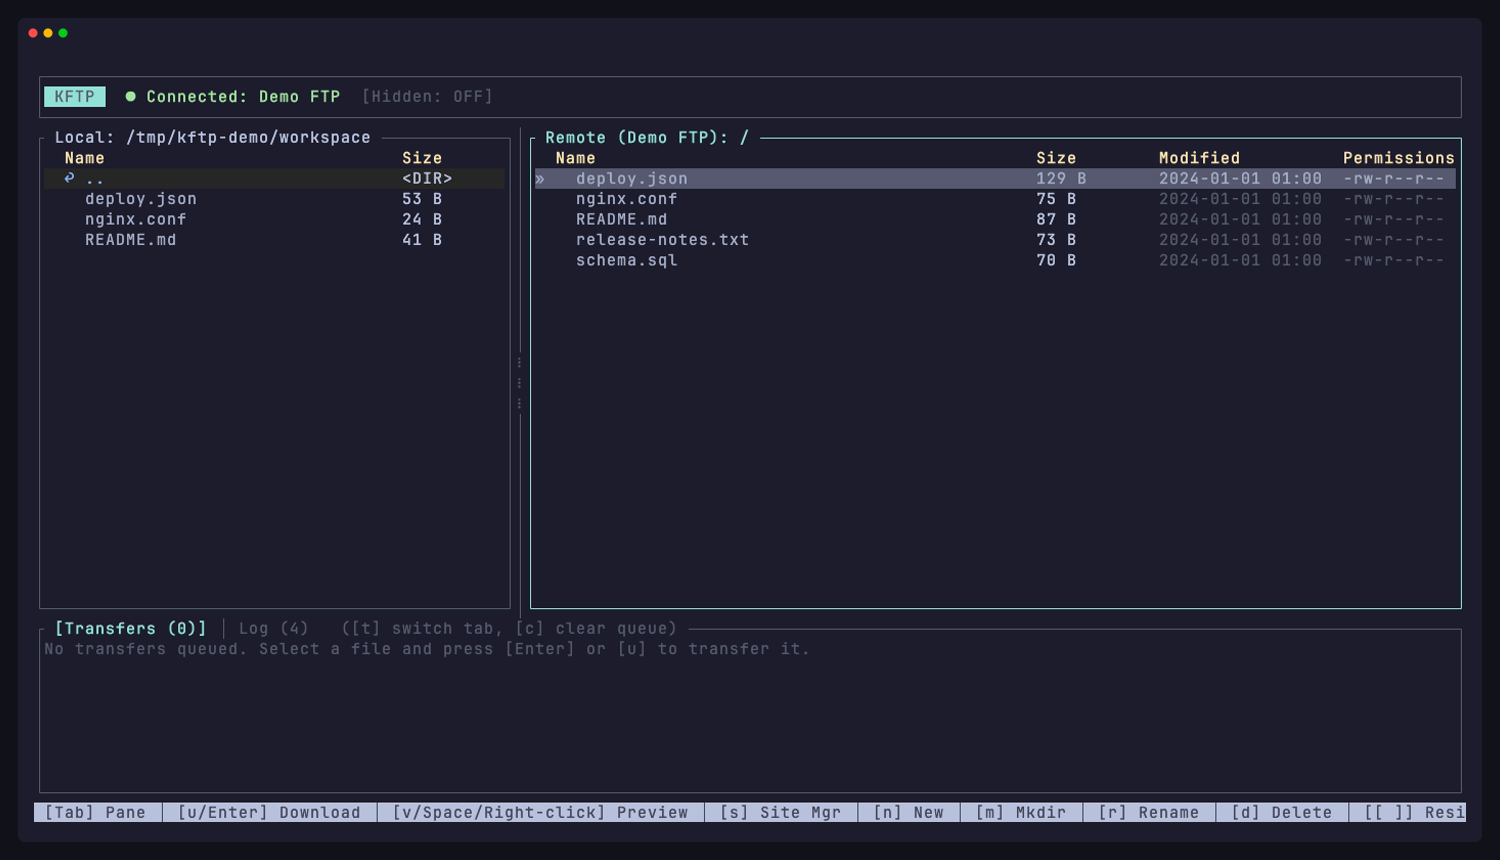 KFTP ● Connected: Demo FTP [Hidden: OFF]
Local: /tmp/kftp-demo/workspace
Name Size
.. <DIR>
deploy.json 53 B
nginx.conf 24 B
README.md 41 B
Remote (Demo FTP): /
Name Size Modified Permissions
» deploy.json 129 B 2024-01-01 01:00 -rw-r--r--
nginx.conf 75 B 2024-01-01 01:00 -rw-r--r--
README.md 87 B 2024-01-01 01:00 -rw-r--r--
release-notes.txt 73 B 2024-01-01 01:00 -rw-r--r--
schema.sql 70 B 2024-01-01 01:00 -rw-r--r--
[Transfers (0)] │ Log (4) ([t] switch tab, [c] clear queue)
No transfers queued. Select a file and press [Enter] or [u] to transfer it.
[Tab] Pane │ [u/Enter] Download │ [v/Space/Right-click] Preview │ [s] Site Mgr │ [n] New │ [m] Mkdir │ [r] Rename │ [d] Delete │ [[ ]] Resi